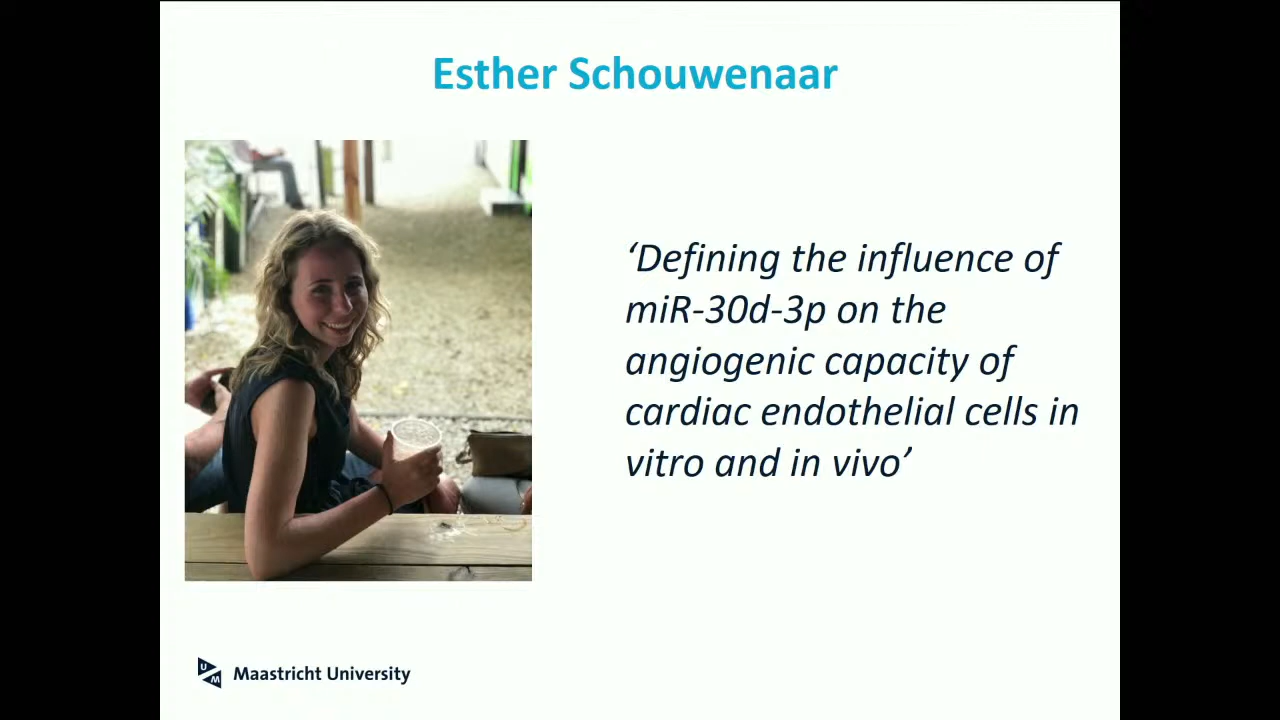 Esther Schouwenaar
‘Defining the influence of
miR-30d-3p on the
angiogenic capacity of
cardiac endothelial cells in
vitro and in vivo’
UM Maastricht University